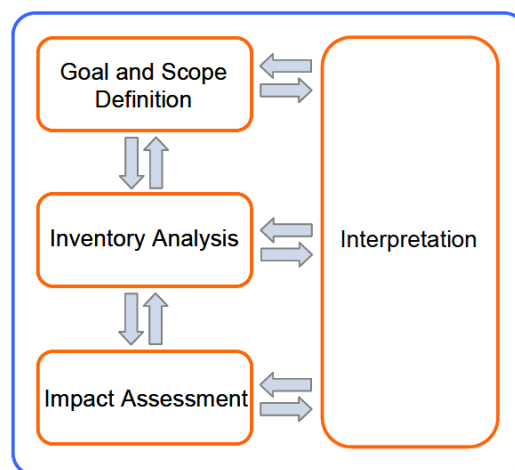 Goal and Scope
Definition
Inventory Analysis
Interpretation
Impact Assessment